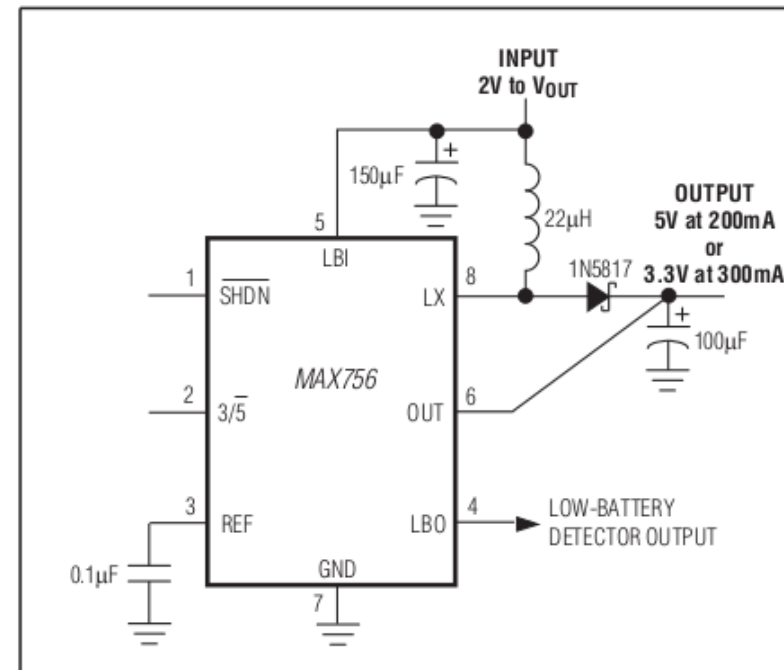 INPUT
2V to VOUT
150µF
+
22µH
OUTPUT
5V at 200mA
or
3.3V at 300mA
5
LBI
1
SHDN
8
LX
1N5817
+
100µF
MAX756
2
3/5
6
OUT
3
REF
4
LBO
LOW-BATTERY
DETECTOR OUTPUT
0.1µF
GND
7